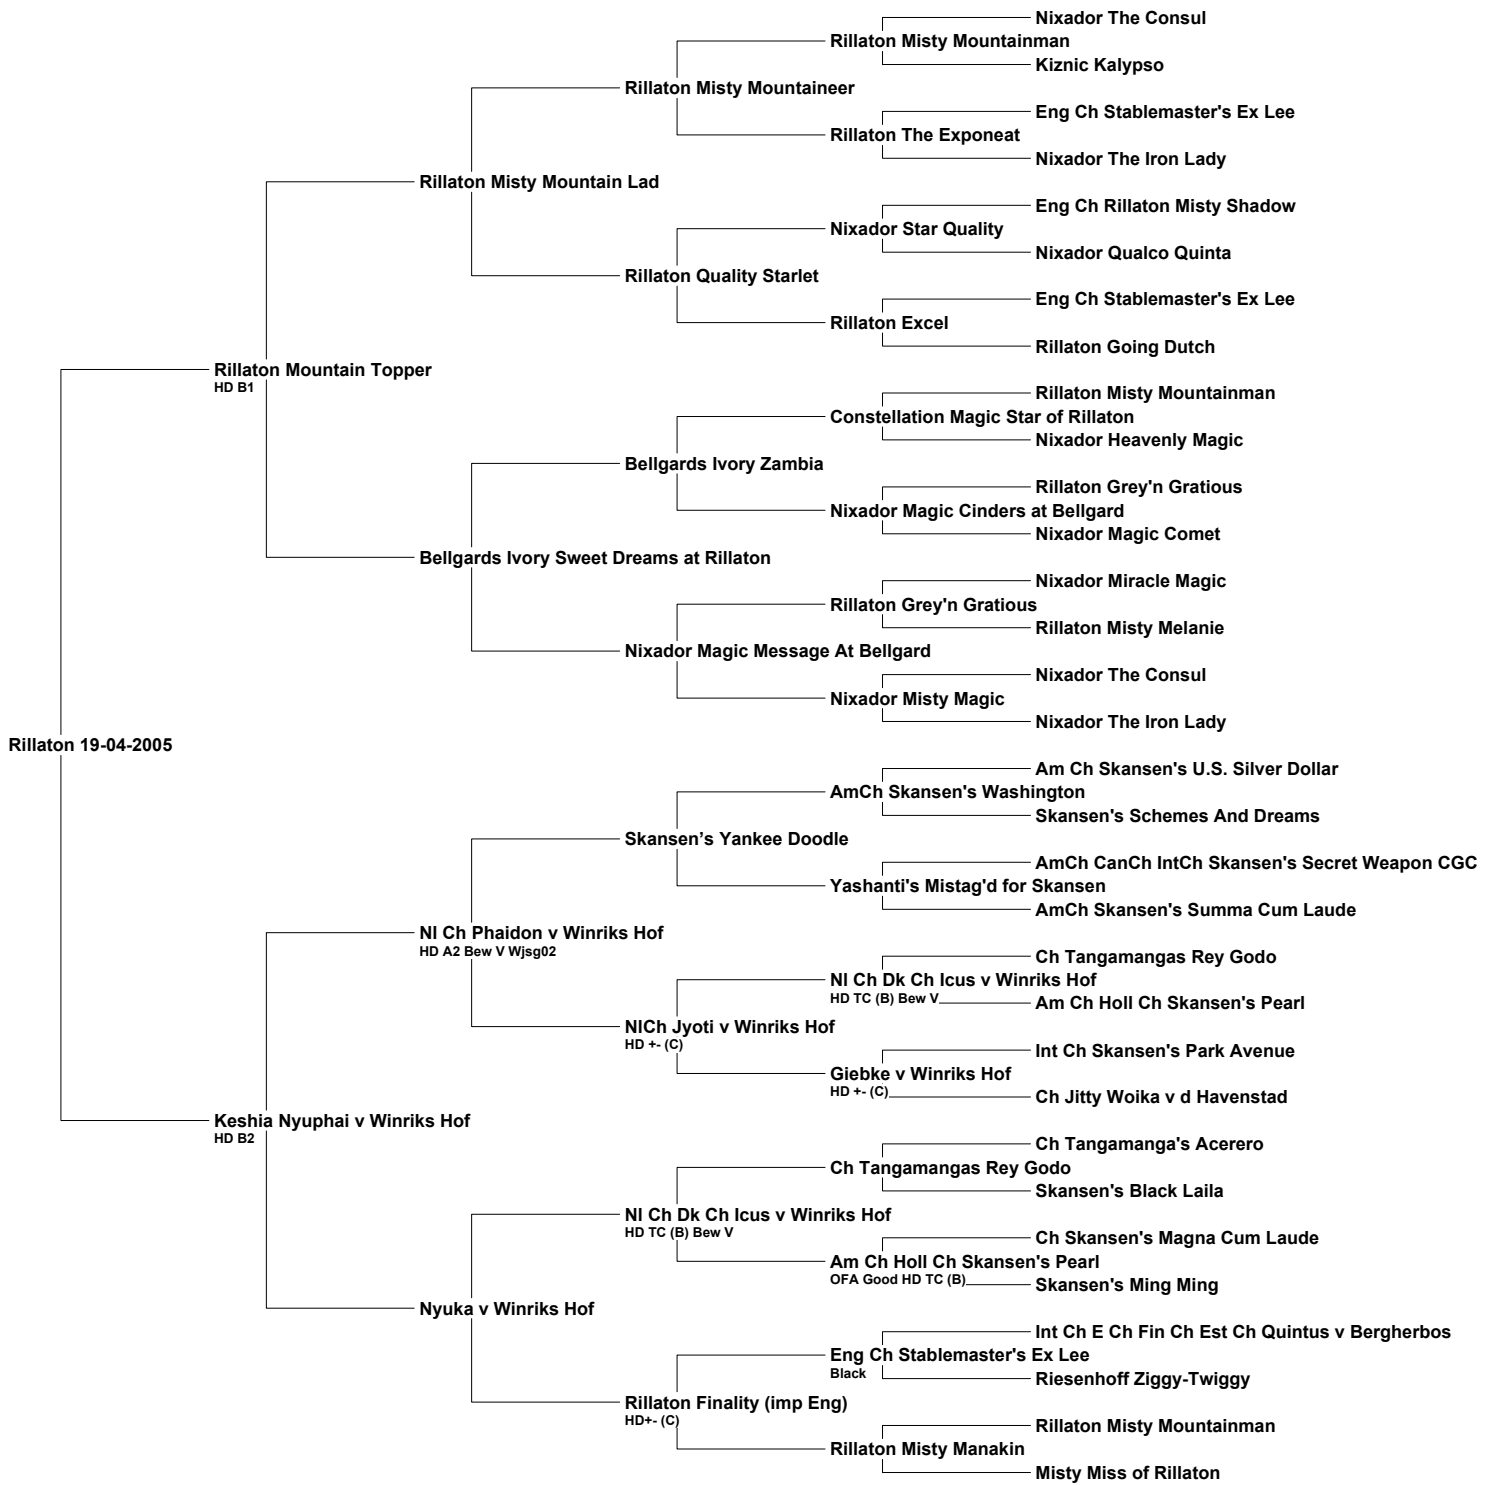 Nixador The Consul
Rillaton Misty Mountainman
Kiznic Kalypso
Rillaton Misty Mountaineer
Eng Ch Stablemaster's Ex Lee
Rillaton The Exponeat
Nixador The Iron Lady
Rillaton Misty Mountain Lad
Eng Ch Rillaton Misty Shadow
Nixador Star Quality
Nixador Qualco Quinta
Rillaton Quality Starlet
Eng Ch Stablemaster's Ex Lee
Rillaton Excel
Rillaton Going Dutch
Rillaton Mountain Topper
HD B1
Rillaton Misty Mountainman
Constellation Magic Star of Rillaton
Nixador Heavenly Magic
Bellgards Ivory Zambia
Rillaton Grey'n Gratious
Nixador Magic Cinders at Bellgard
Nixador Magic Comet
Bellgards Ivory Sweet Dreams at Rillaton
Nixador Miracle Magic
Rillaton Grey'n Gratious
Rillaton Misty Melanie
Nixador Magic Message At Bellgard
Nixador The Consul
Nixador Misty Magic
Nixador The Iron Lady
Rillaton 19-04-2005
Am Ch Skansen's U.S. Silver Dollar
AmCh Skansen's Washington
Skansen's Schemes And Dreams
Skansen’s Yankee Doodle
AmCh CanCh IntCh Skansen's Secret Weapon CGC
Yashanti's Mistag'd for Skansen
AmCh Skansen's Summa Cum Laude
Nl Ch Phaidon v Winriks Hof
HD A2 Bew V Wjsg02
Ch Tangamangas Rey Godo
Nl Ch Dk Ch Icus v Winriks Hof
HD TC (B) Bew V
Am Ch Holl Ch Skansen's Pearl
NlCh Jyoti v Winriks Hof
HD +- (C)
Int Ch Skansen's Park Avenue
Giebke v Winriks Hof
HD +- (C)
Ch Jitty Woika v d Havenstad
Keshia Nyuphai v Winriks Hof
HD B2
Ch Tangamanga's Acerero
Ch Tangamangas Rey Godo
Skansen's Black Laila
Nl Ch Dk Ch Icus v Winriks Hof
HD TC (B) Bew V
Ch Skansen's Magna Cum Laude
Am Ch Holl Ch Skansen's Pearl
OFA Good HD TC (B)
Skansen's Ming Ming
Nyuka v Winriks Hof
Int Ch E Ch Fin Ch Est Ch Quintus v Bergherbos
Eng Ch Stablemaster's Ex Lee
Black
Riesenhoff Ziggy-Twiggy
Rillaton Finality (imp Eng)
HD+- (C)
Rillaton Misty Mountainman
Rillaton Misty Manakin
Misty Miss of Rillaton